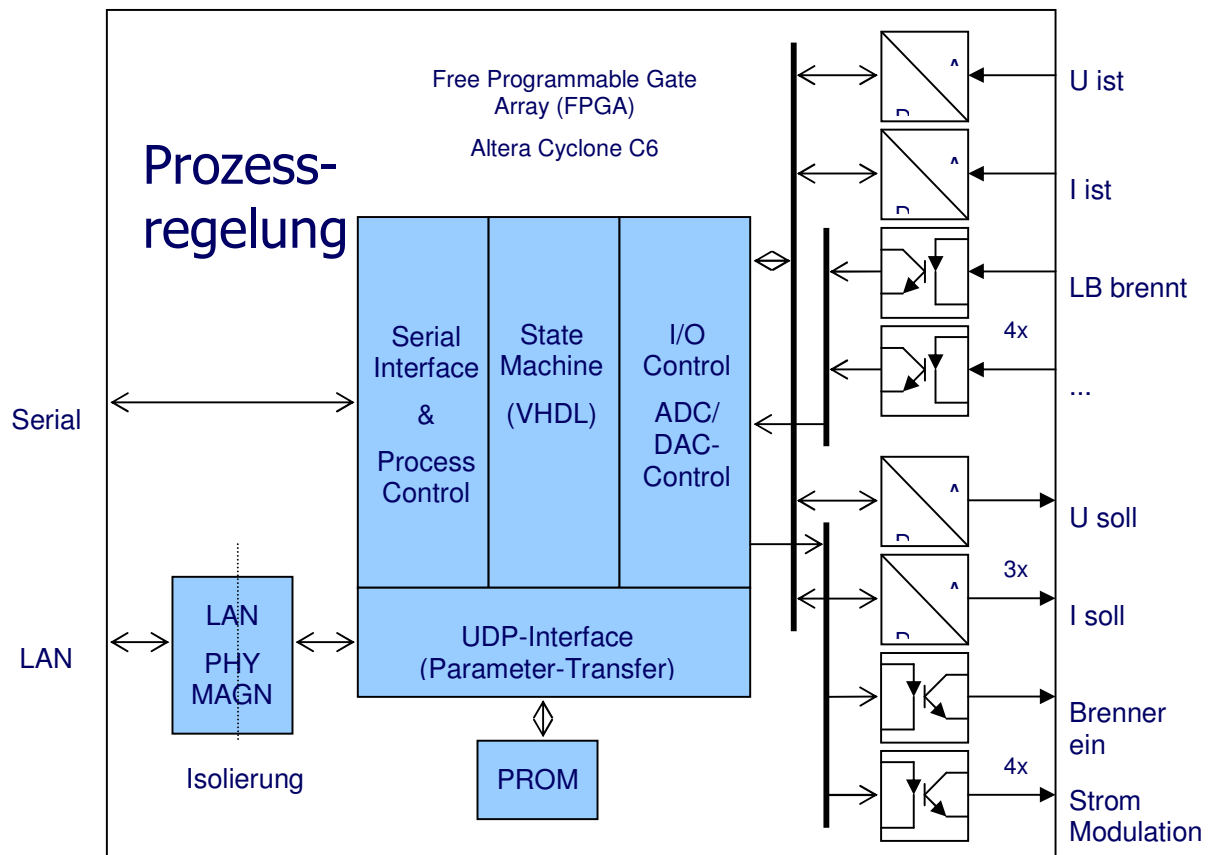 Free Programmable Gate
Array (FPGA)
Altera Cyclone C6
Prozess-
regelung
Serial
Interface
&
Process
Control
State
Machine
(VHDL)
I/O
Control
ADC/
DAC-
Control
UDP-Interface
(Parameter-Transfer)
PROM
LAN
PHY
MAGN
Isolierung
Serial
LAN
U ist
I ist
LB brennt
4x
...
U soll
3x
I soll
Brenner
ein
4x
Strom
Modulation